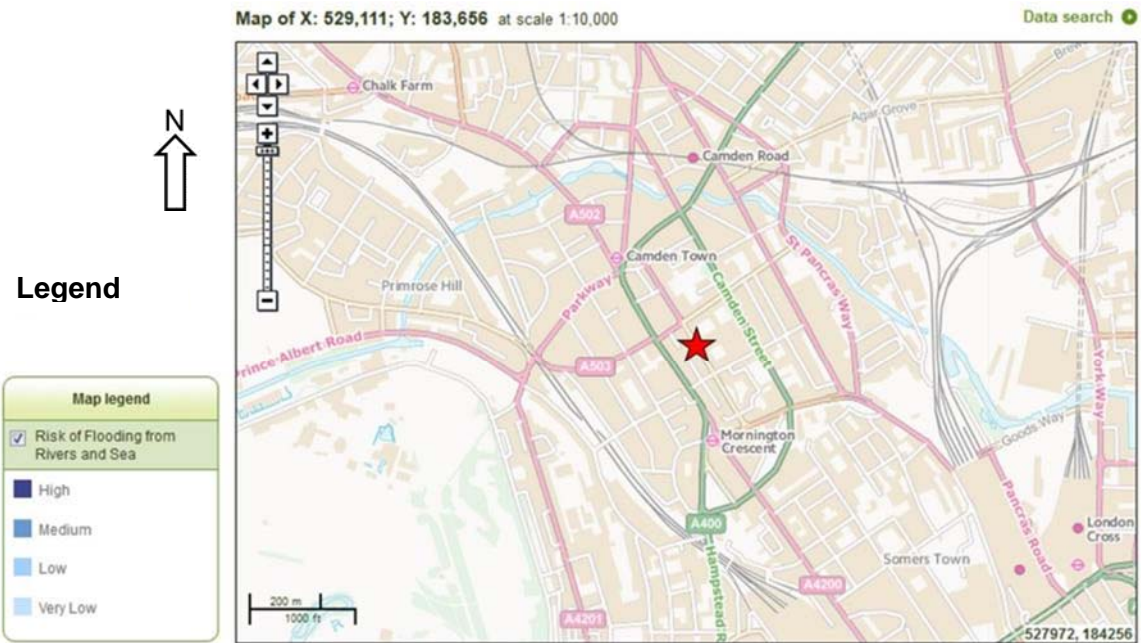 Map of X: 529,111; Y: 183,656 at scale 1:10,000
Data search
N
Legend
Map legend
Risk of Flooding from
Rivers and Sea
High
Medium
Low
Very Low
Chalk Farm
Agar Grove
Camden Road
A502
Camden Town
St Pancras Way
Primrose Hill
Parkway
Camden Street
Prince Albert Road
A503
York Way
Mornington
Crescent
Goods Way
Pancras Road
A400
London
Cross
Somers Town
Hampstead R
A4200
A4201
200 m
1000 ft
527972, 184258